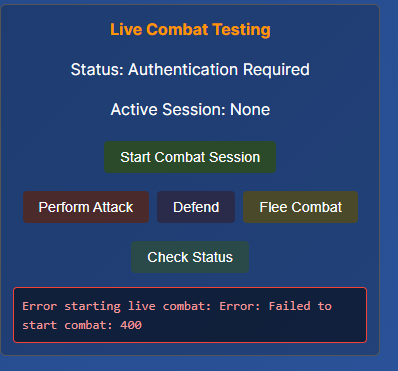 Live Combat Testing
Status: Authentication Required
Active Session: None
Start Combat Session
Perform Attack Defend Flee Combat
Check Status
Error starting live combat: Error: Failed to
start combat: 400